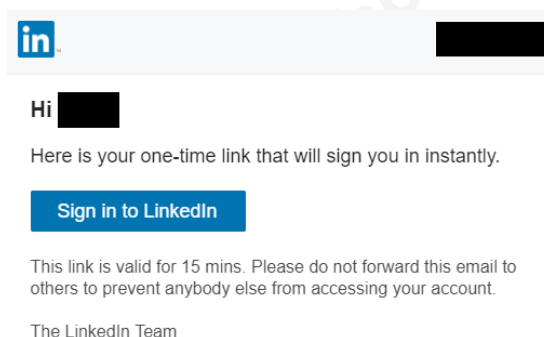 in
Hi
Here is your one-time link that will sign you in instantly.
Sign in to LinkedIn
This link is valid for 15 mins. Please do not forward this email to
others to prevent anybody else from accessing your account.
The LinkedIn Team